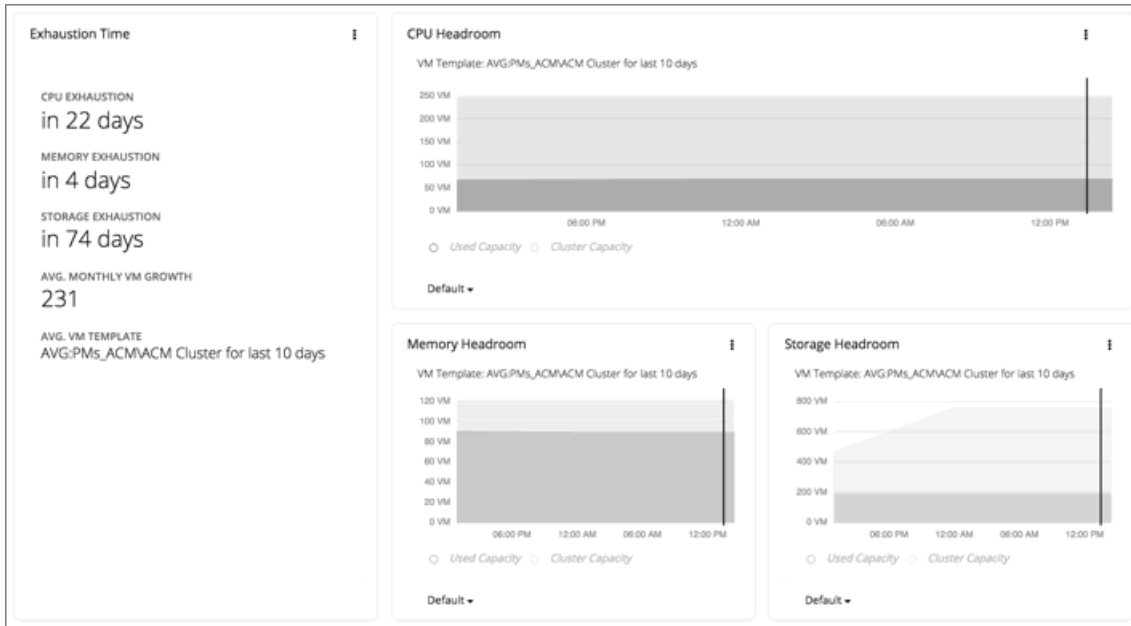 Exhaustion Time
CPU EXHAUSTION
in 22 days
MEMORY EXHAUSTION
in 4 days
STORAGE EXHAUSTION
in 74 days
AVG. MONTHLY VM GROWTH
231
AVG. VM TEMPLATE
AVG:PMs_ACM\ACM Cluster for last 10 days
CPU Headroom
VM Template: AVG:PMs_ACM\ACM Cluster for last 10 days
250 VM
200 VM
150 VM
100 VM
50 VM
0 VM
06:00 PM 12:00 AM 06:00 AM 12:00 PM
Used Capacity Cluster Capacity
Default
Memory Headroom
VM Template: AVG:PMs_ACM\ACM Cluster for last 10 days
120 VM
100 VM
80 VM
60 VM
40 VM
20 VM
0 VM
06:00 PM 12:00 AM 06:00 AM 12:00 PM
Used Capacity Cluster Capacity
Default
Storage Headroom
VM Template: AVG:PMs_ACM\ACM Cluster for last 10 days
800 VM
600 VM
400 VM
200 VM
0 VM
06:00 PM 12:00 AM 06:00 AM 12:00 PM
Used Capacity Cluster Capacity
Default